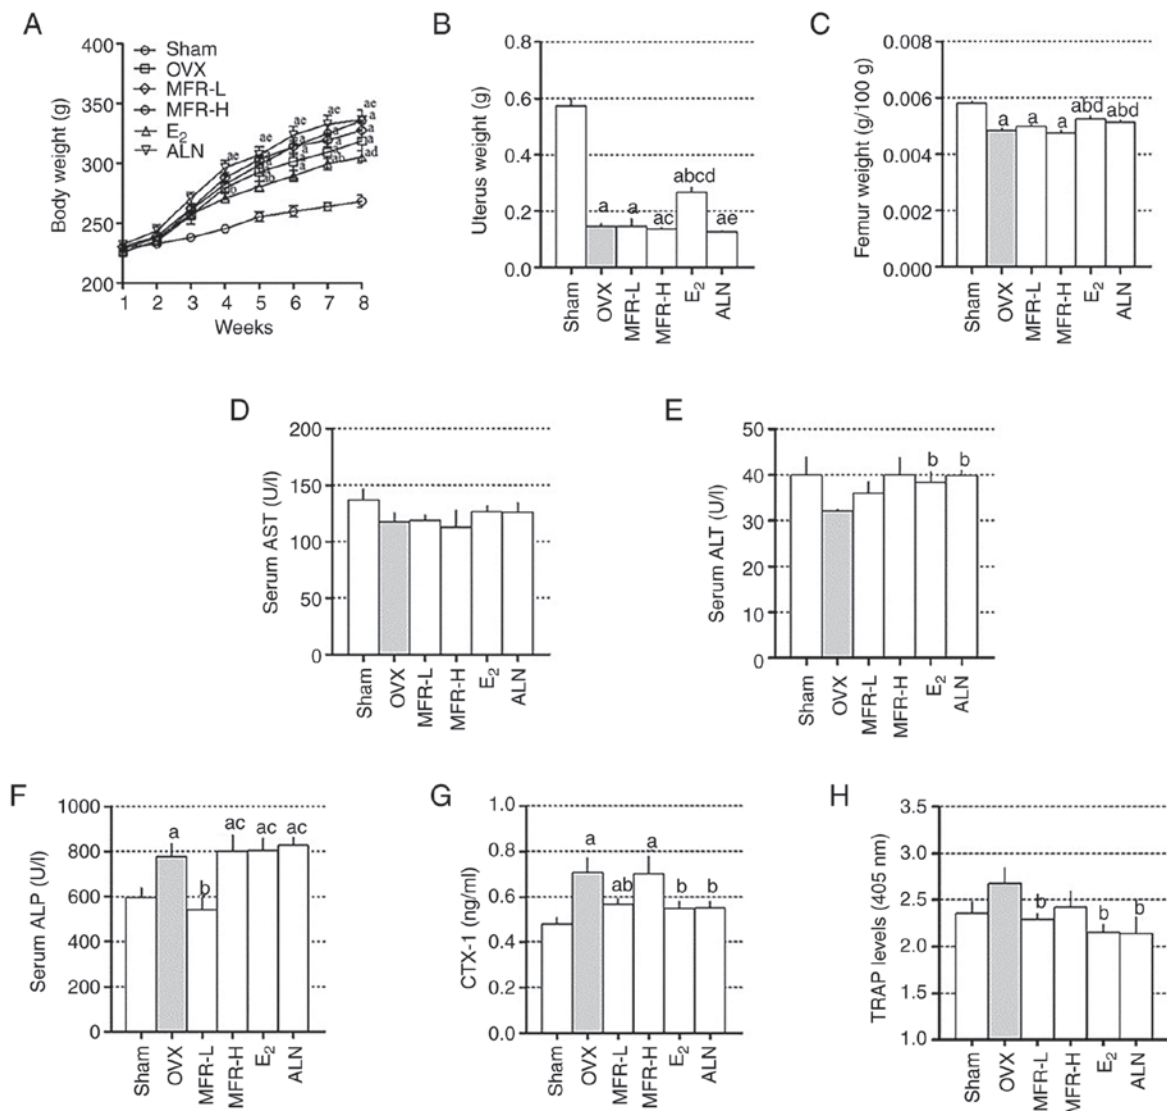 A
Body weight (g)
400
350
300
250
200
Sham
OVX
MFR-L
MFR-H
E2
ALN
1 2 3 4 5 6 7 8
Weeks
B
Uterus weight (g)
0.8
0.6
0.4
0.2
0.0
a a ac abcd ae
Sham OVX MFR-L MFR-H E2 ALN
C
Femur weight (g/100 g)
0.008
0.006
0.004
0.002
0.000
a a a abd abd
Sham OVX MFR-L MFR-H E2 ALN
D
Serum AST (U/l)
200
150
100
50
0
Sham OVX MFR-L MFR-H E2 ALN
E
Serum ALT (U/l)
50
40
30
20
10
0
b b
Sham OVX MFR-L MFR-H E2 ALN
F
Serum ALP (U/l)
1000
800
600
400
200
0
a b ac ac ac
Sham OVX MFR-L MFR-H E2 ALN
G
CTX-1 (ng/ml)
1.0
0.8
0.6
0.4
0.2
0.0
a ab a b b
Sham OVX MFR-L MFR-H E2 ALN
H
TRAP levels (405 nm)
3.5
3.0
2.5
2.0
1.5
1.0
b b b
Sham OVX MFR-L MFR-H E2 ALN